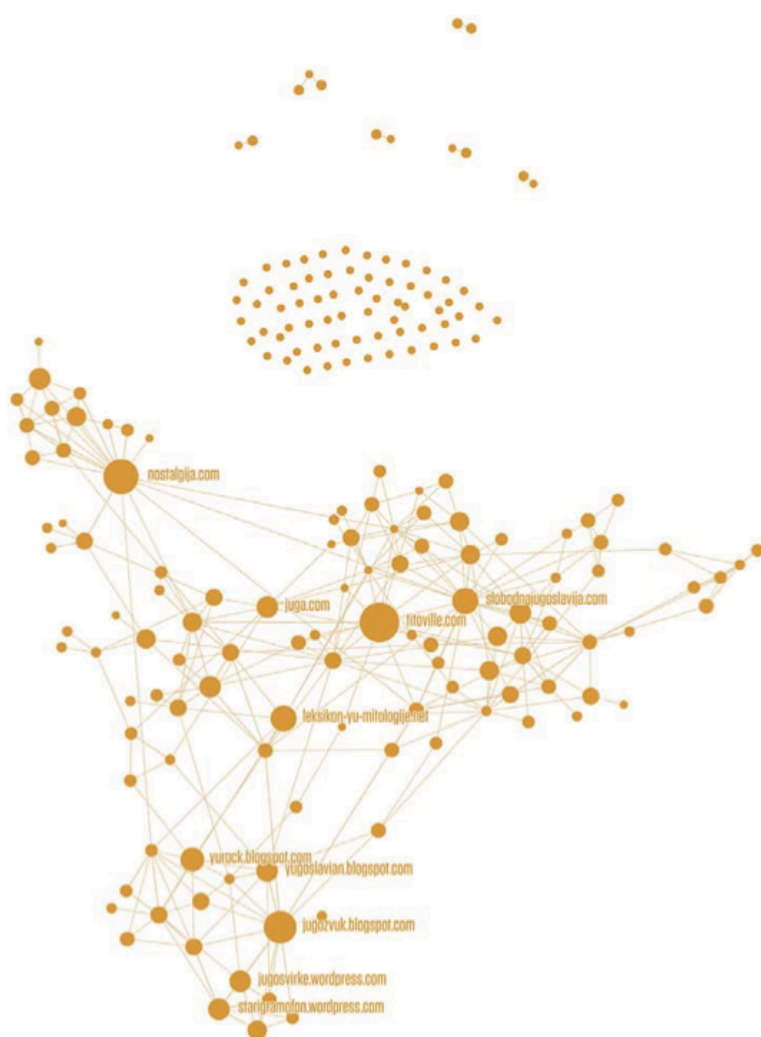 nostalgija.com
slobodnajugoslavija.com
juga.com
titoville.com
leksikon-yu-mitologije.net
yurock.blogspot.com
yugoslavian.blogspot.com
jugozvuk.blogspot.com
jugosvirke.wordpress.com
starigramofon.wordpress.com